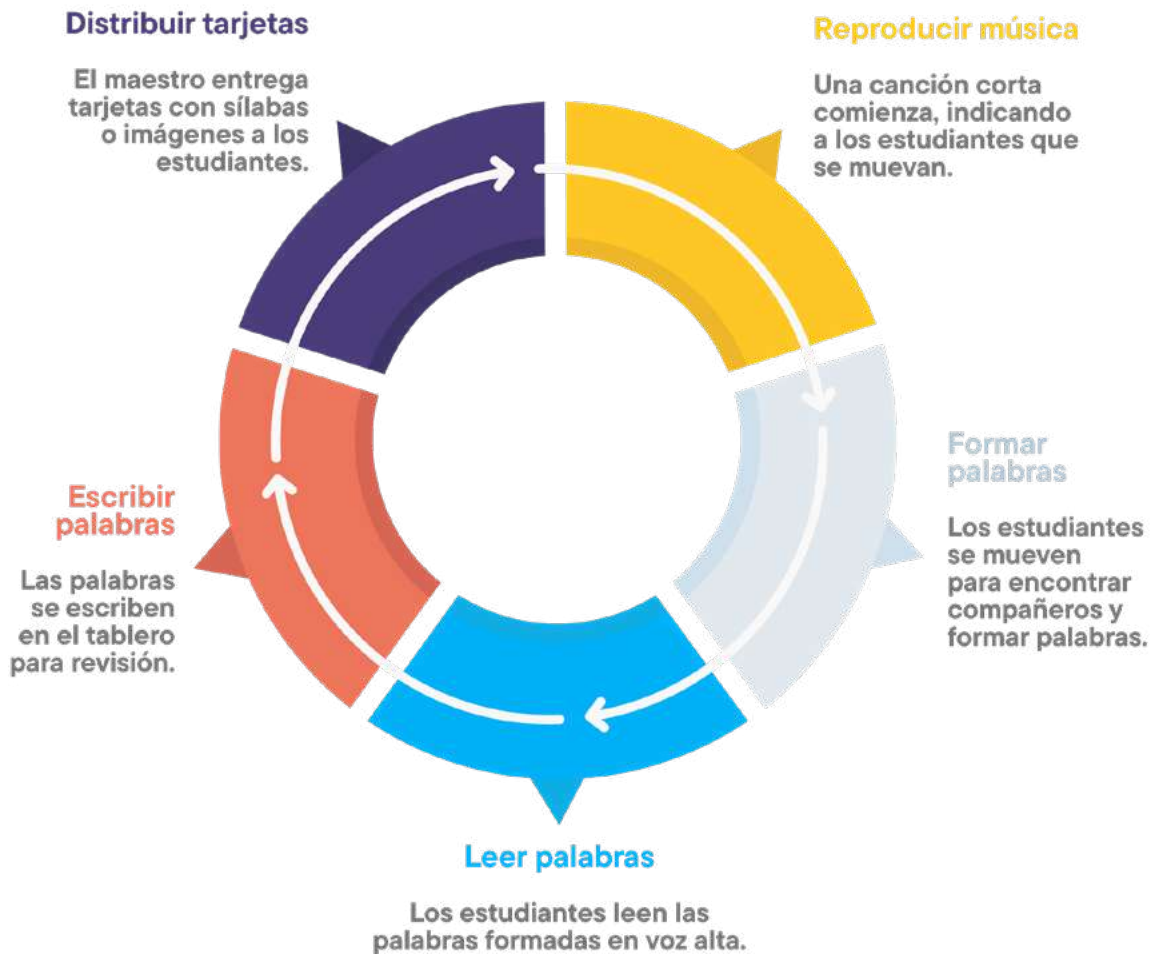 Distribuir tarjetas
El maestro entrega
tarjetas con sílabas
o imágenes a los
estudiantes.
Reproducir música
Una canción corta
comienza, indicando
a los estudiantes que
se muevan.
Formar
palabras
Los estudiantes
se mueven
para encontrar
compañeros y
formar palabras.
Leer palabras
Los estudiantes leen las
palabras formadas en voz alta.
Escribir
palabras
Las palabras
se escriben
en el tablero
para revisión.